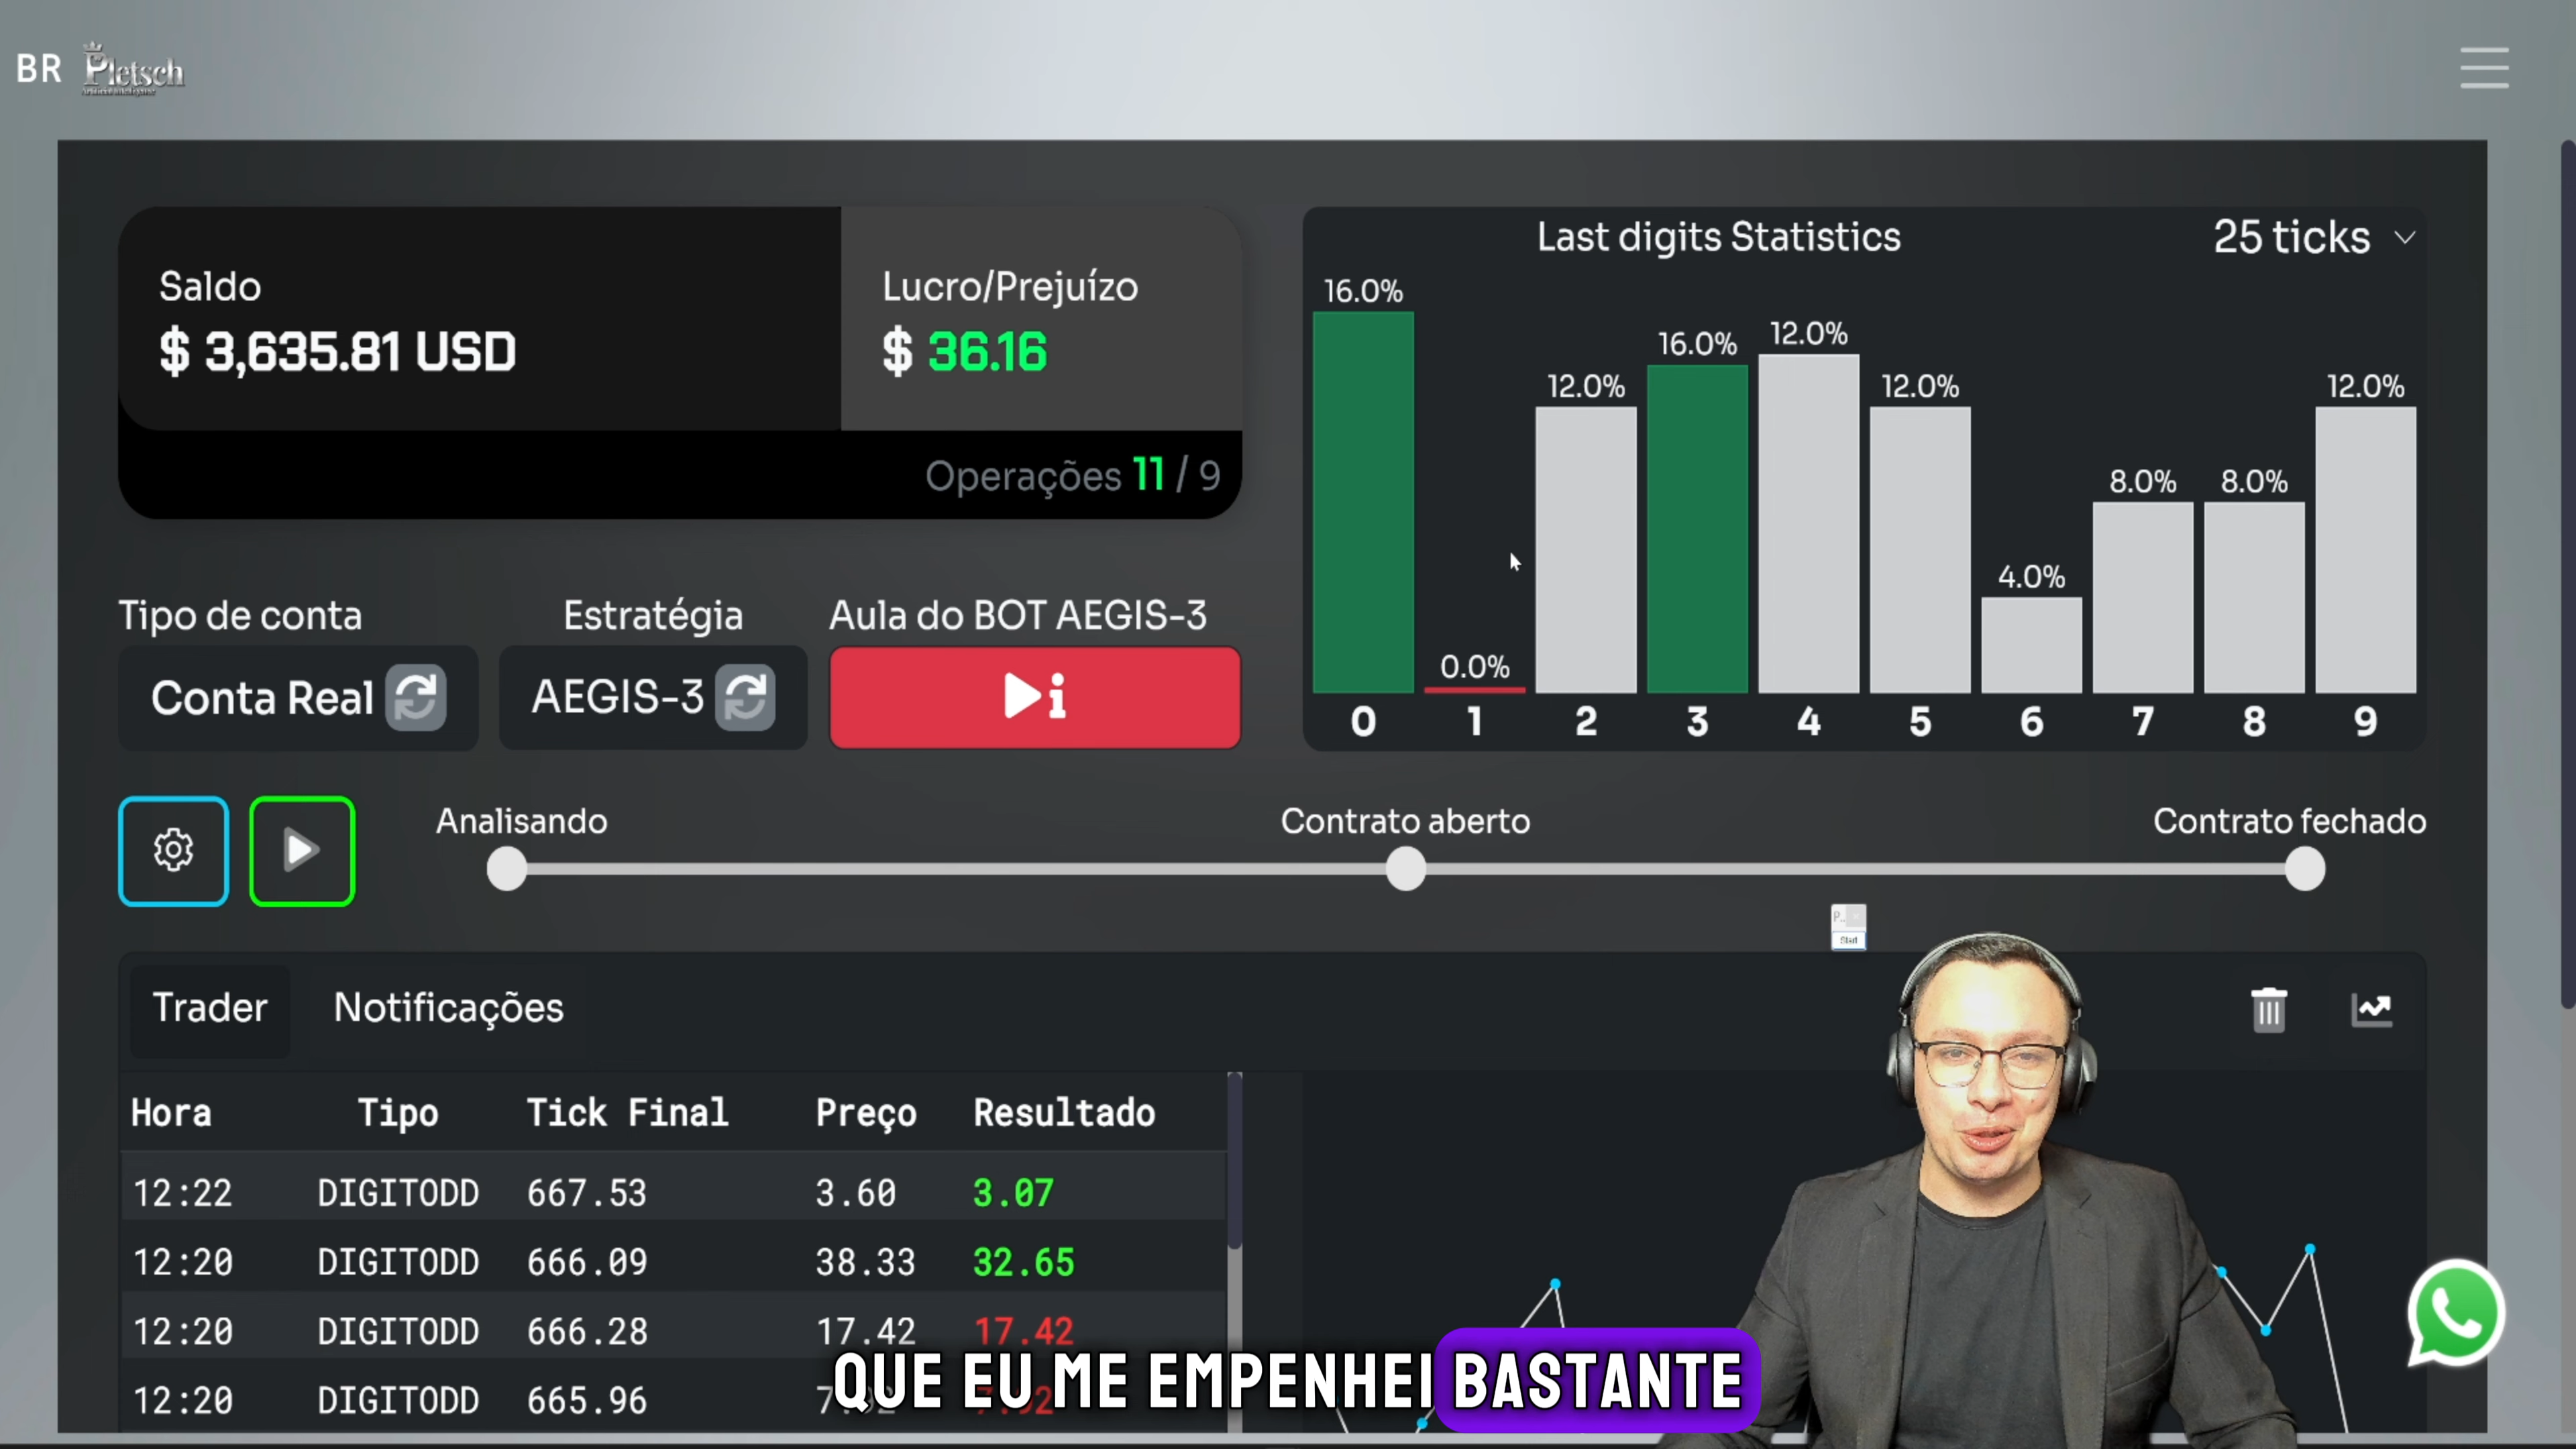 BR Pletsch
Artificial Intelligence
Saldo
$ 3,635.81 USD
Lucro/Prejuízo
$ 36.16
Operações 11 / 9
Last digits Statistics
25 ticks
16.0%
0.0%
12.0%
16.0%
12.0%
12.0%
4.0%
8.0%
8.0%
12.0%
0 1 2 3 4 5 6 7 8 9
Tipo de conta
Conta Real
Estratégia
AEGIS-3
Aula do BOT AEGIS-3
Analisando
Contrato aberto
Contrato fechado
P..
Start
Trader
Notificações
Hora Tipo Tick Final Preço Resultado
12:22 DIGITODD 667.53 3.60 3.07
12:20 DIGITODD 666.09 38.33 32.65
12:20 DIGITODD 666.28 17.42 17.42
12:20 DIGITODD 665.96
QUE EU ME EMPENHEI BASTANTE